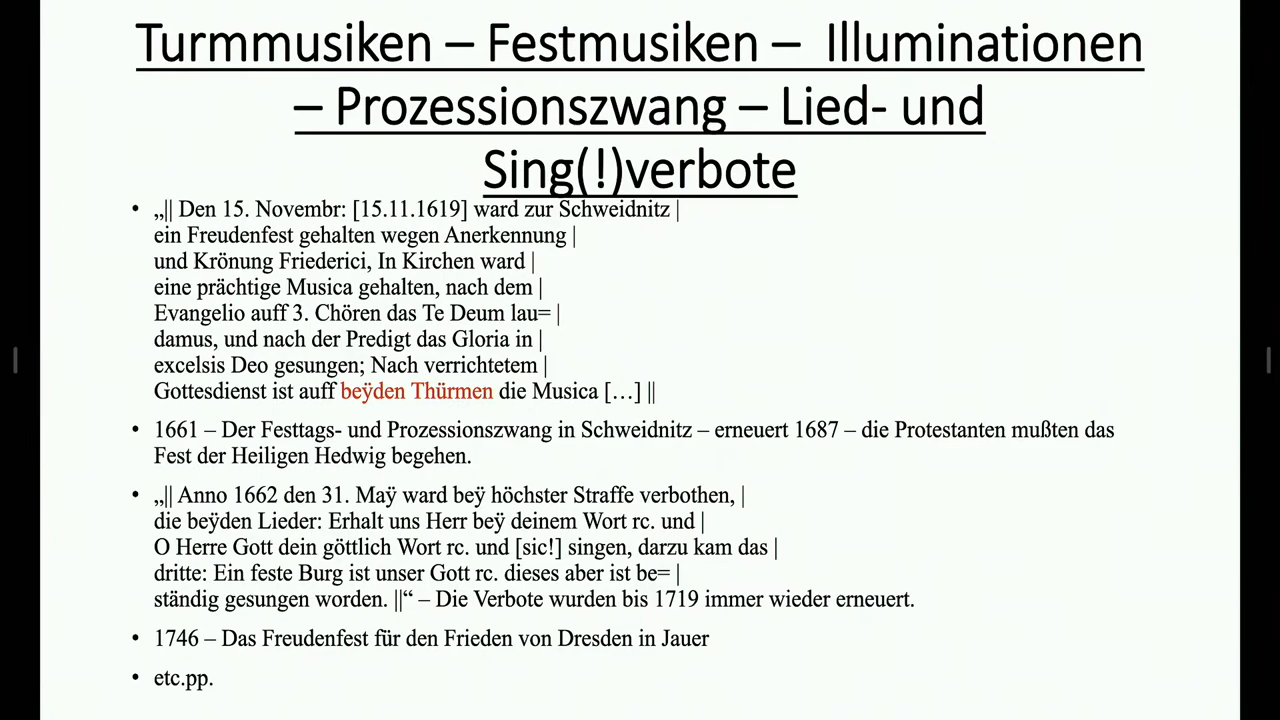 Turmmusiken – Festmusiken – Illuminationen
– Prozessionszwang – Lied- und
Sing(!)verbote
• „|| Den 15. Novembr: [15.11.1619] ward zur Schweidnitz |
ein Freudenfest gehalten wegen Anerkennung |
und Krönung Friederici, In Kirchen ward |
eine prächtige Musica gehalten, nach dem |
Evangelio auff 3. Chören das Te Deum lau= |
damus, und nach der Predigt das Gloria in |
excelsis Deo gesungen; Nach verrichtetem |
Gottesdienst ist auff beÿden Thürmen die Musica […] ||
• 1661 – Der Festtags- und Prozessionszwang in Schweidnitz – erneuert 1687 – die Protestanten mußten das
Fest der Heiligen Hedwig begehen.
• „|| Anno 1662 den 31. Maÿ ward beÿ höchster Straffe verbothen, |
die beÿden Lieder: Erhalt uns Herr beÿ deinem Wort rc. und |
O Herre Gott dein göttlich Wort rc. und [sic!] singen, darzu kam das |
dritte: Ein feste Burg ist unser Gott rc. dieses aber ist be= |
ständig gesungen worden. ||“ – Die Verbote wurden bis 1719 immer wieder erneuert.
• 1746 – Das Freudenfest für den Frieden von Dresden in Jauer
• etc.pp.